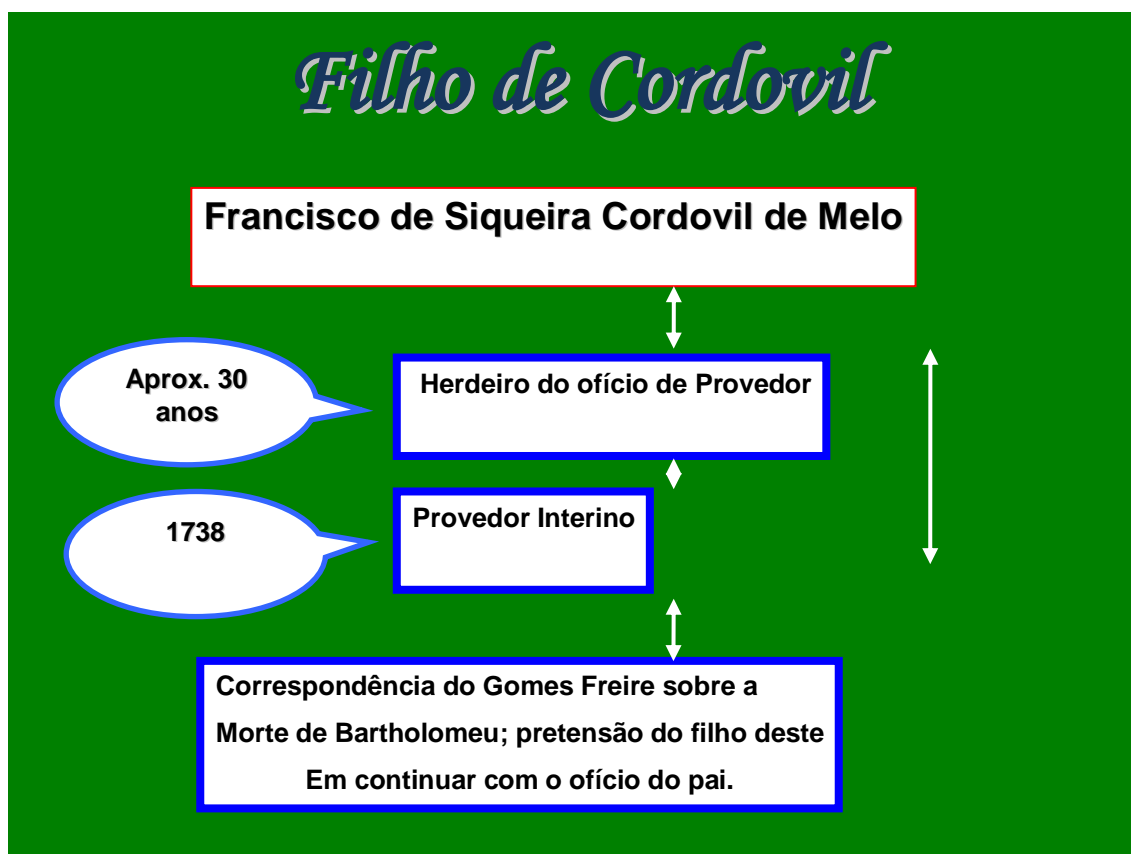 Filho de Cordovil
Francisco de Siqueira Cordovil de Melo
Aprox. 30
anos
Herdeiro do ofício de Provedor
1738
Provedor Interino
Correspondência do Gomes Freire sobre a
Morte de Bartholomeu; pretensão do filho deste
Em continuar com o ofício do pai.